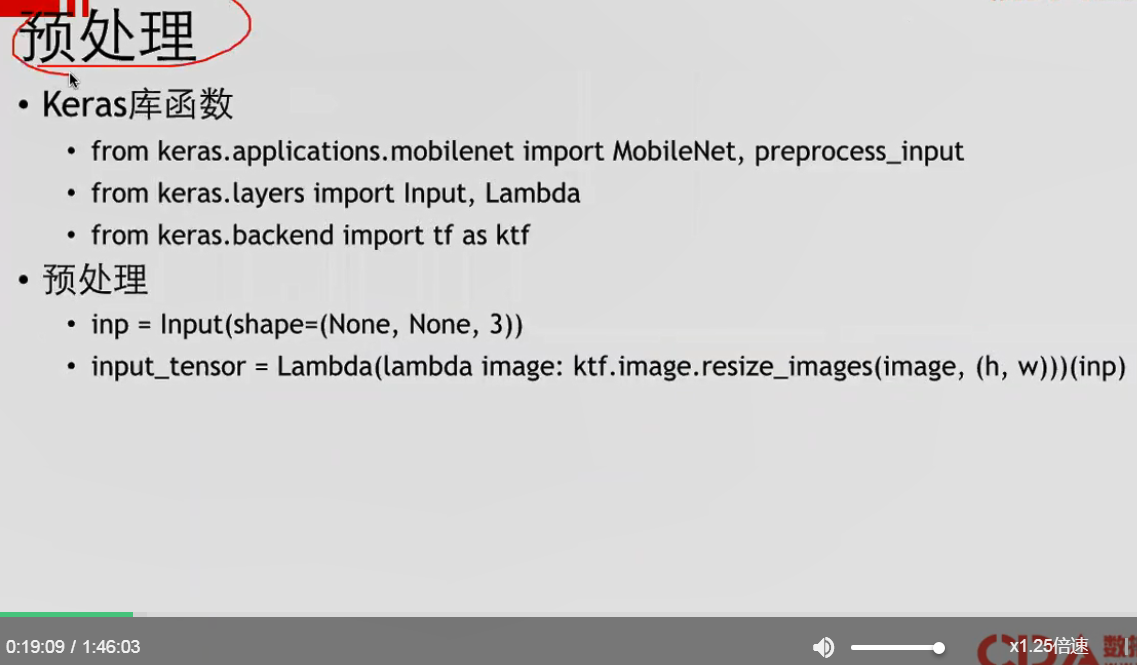 预处理
• Keras库函数
• from keras.applications.mobilenet import MobileNet, preprocess_input
• from keras.layers import Input, Lambda
• from keras.backend import tf as ktf
• 预处理
• inp = Input(shape=(None, None, 3))
• input_tensor = Lambda(lambda image: ktf.image.resize_images(image, (h, w)))(inp)
0:19:09 / 1:46:03
x1.25倍速
CDA 数据